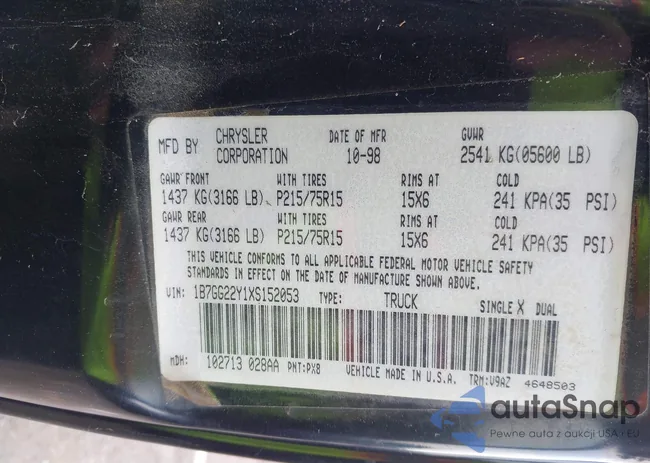 MFD BY CHRYSLER CORPORATION DATE OF MFR 10-98 GVWR 2541 KG(05600 LB)
GAWR FRONT WITH TIRES RIMS AT COLD
1437 KG(3166 LB) P215/75R15 15X6 241 KPA(35 PSI)
GAWR REAR WITH TIRES RIMS AT COLD
1437 KG(3166 LB) P215/75R15 15X6 241 KPA(35 PSI)
THIS VEHICLE CONFORMS TO ALL APPLICABLE FEDERAL MOTOR VEHICLE SAFETY
STANDARDS IN EFFECT ON THE DATE OF MANUFACTURE SHOWN ABOVE.
VIN: 1B7GG22Y1XS152053 TYPE: TRUCK SINGLE X DUAL
MDH: 102713 028AA PNT:PX8 VEHICLE MADE IN U.S.A. TRM:V9AZ 4648503
autaSnap
Pewne auta z aukcji USA i EU